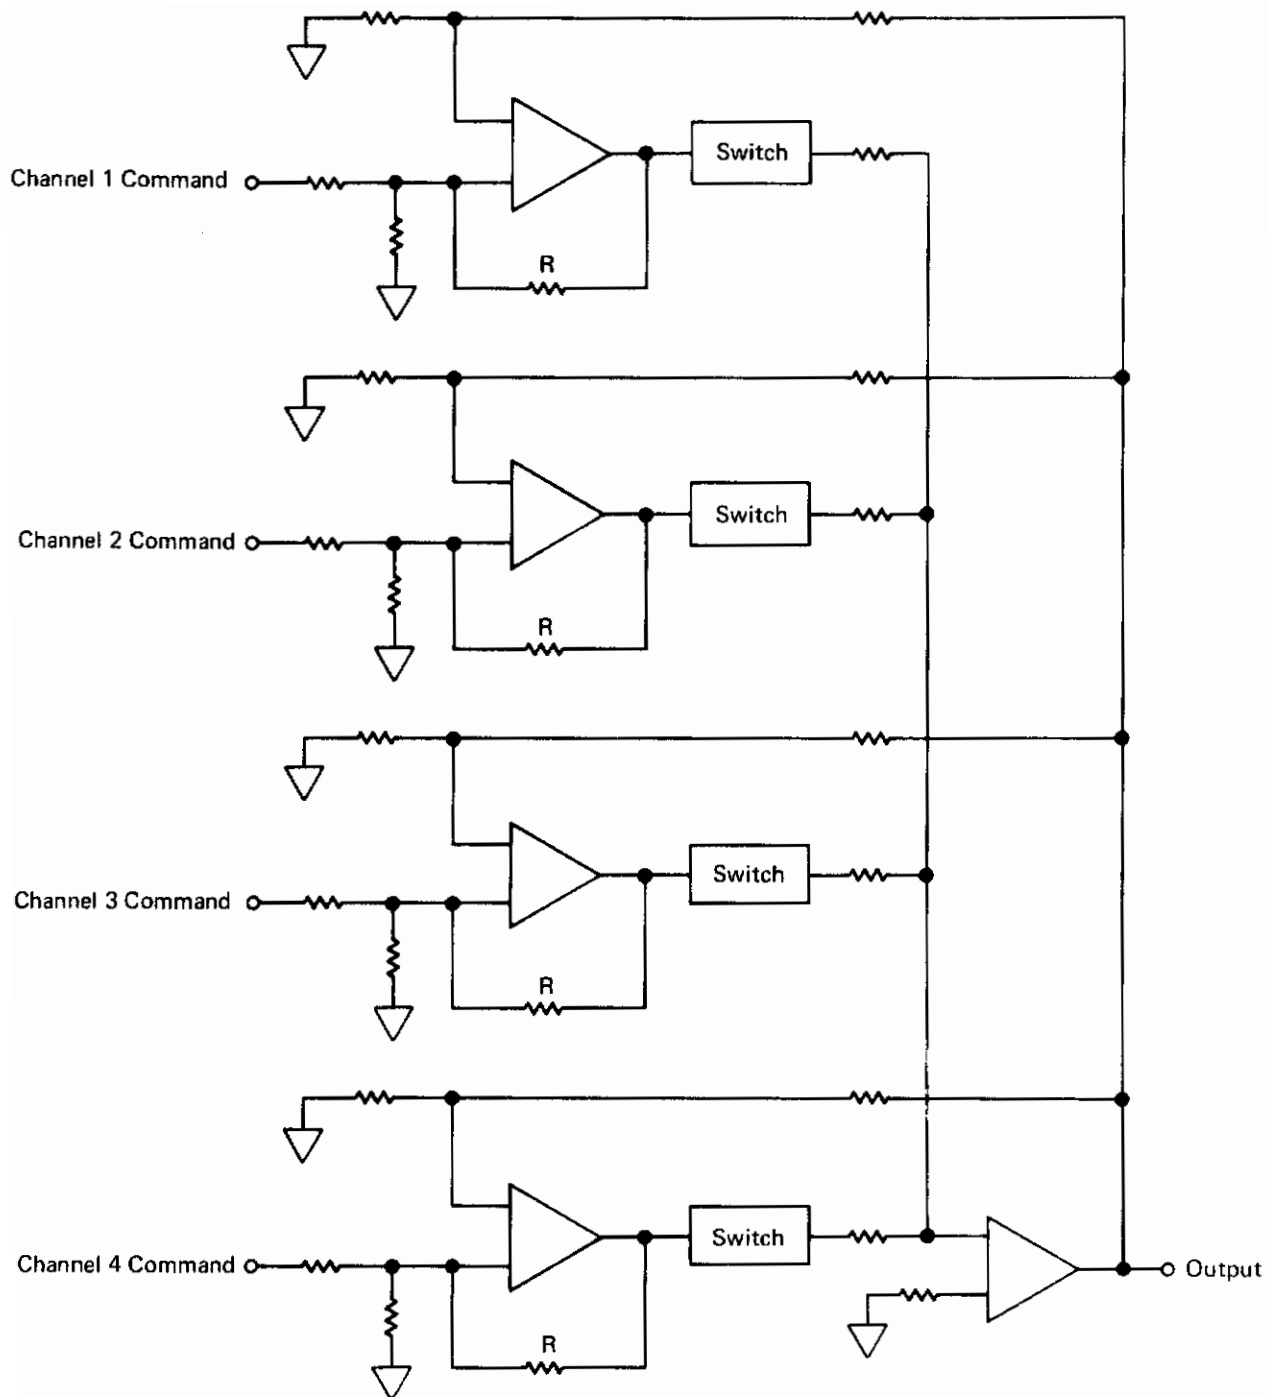 Switch
Channel 1 Command
R
Switch
Channel 2 Command
R
Switch
Channel 3 Command
R
Switch
Channel 4 Command
Output
R